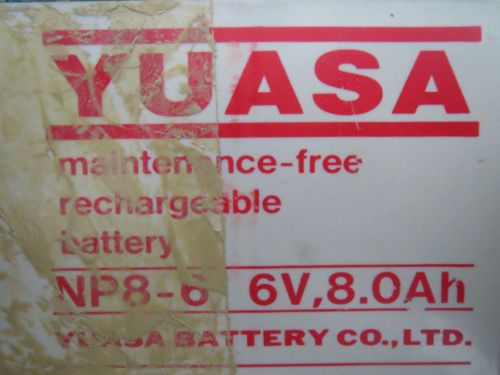 YUASA
maintenance-free
rechargeable
battery
NP8-6 6V,8.0Ah
YUASA BATTERY CO.,LTD.